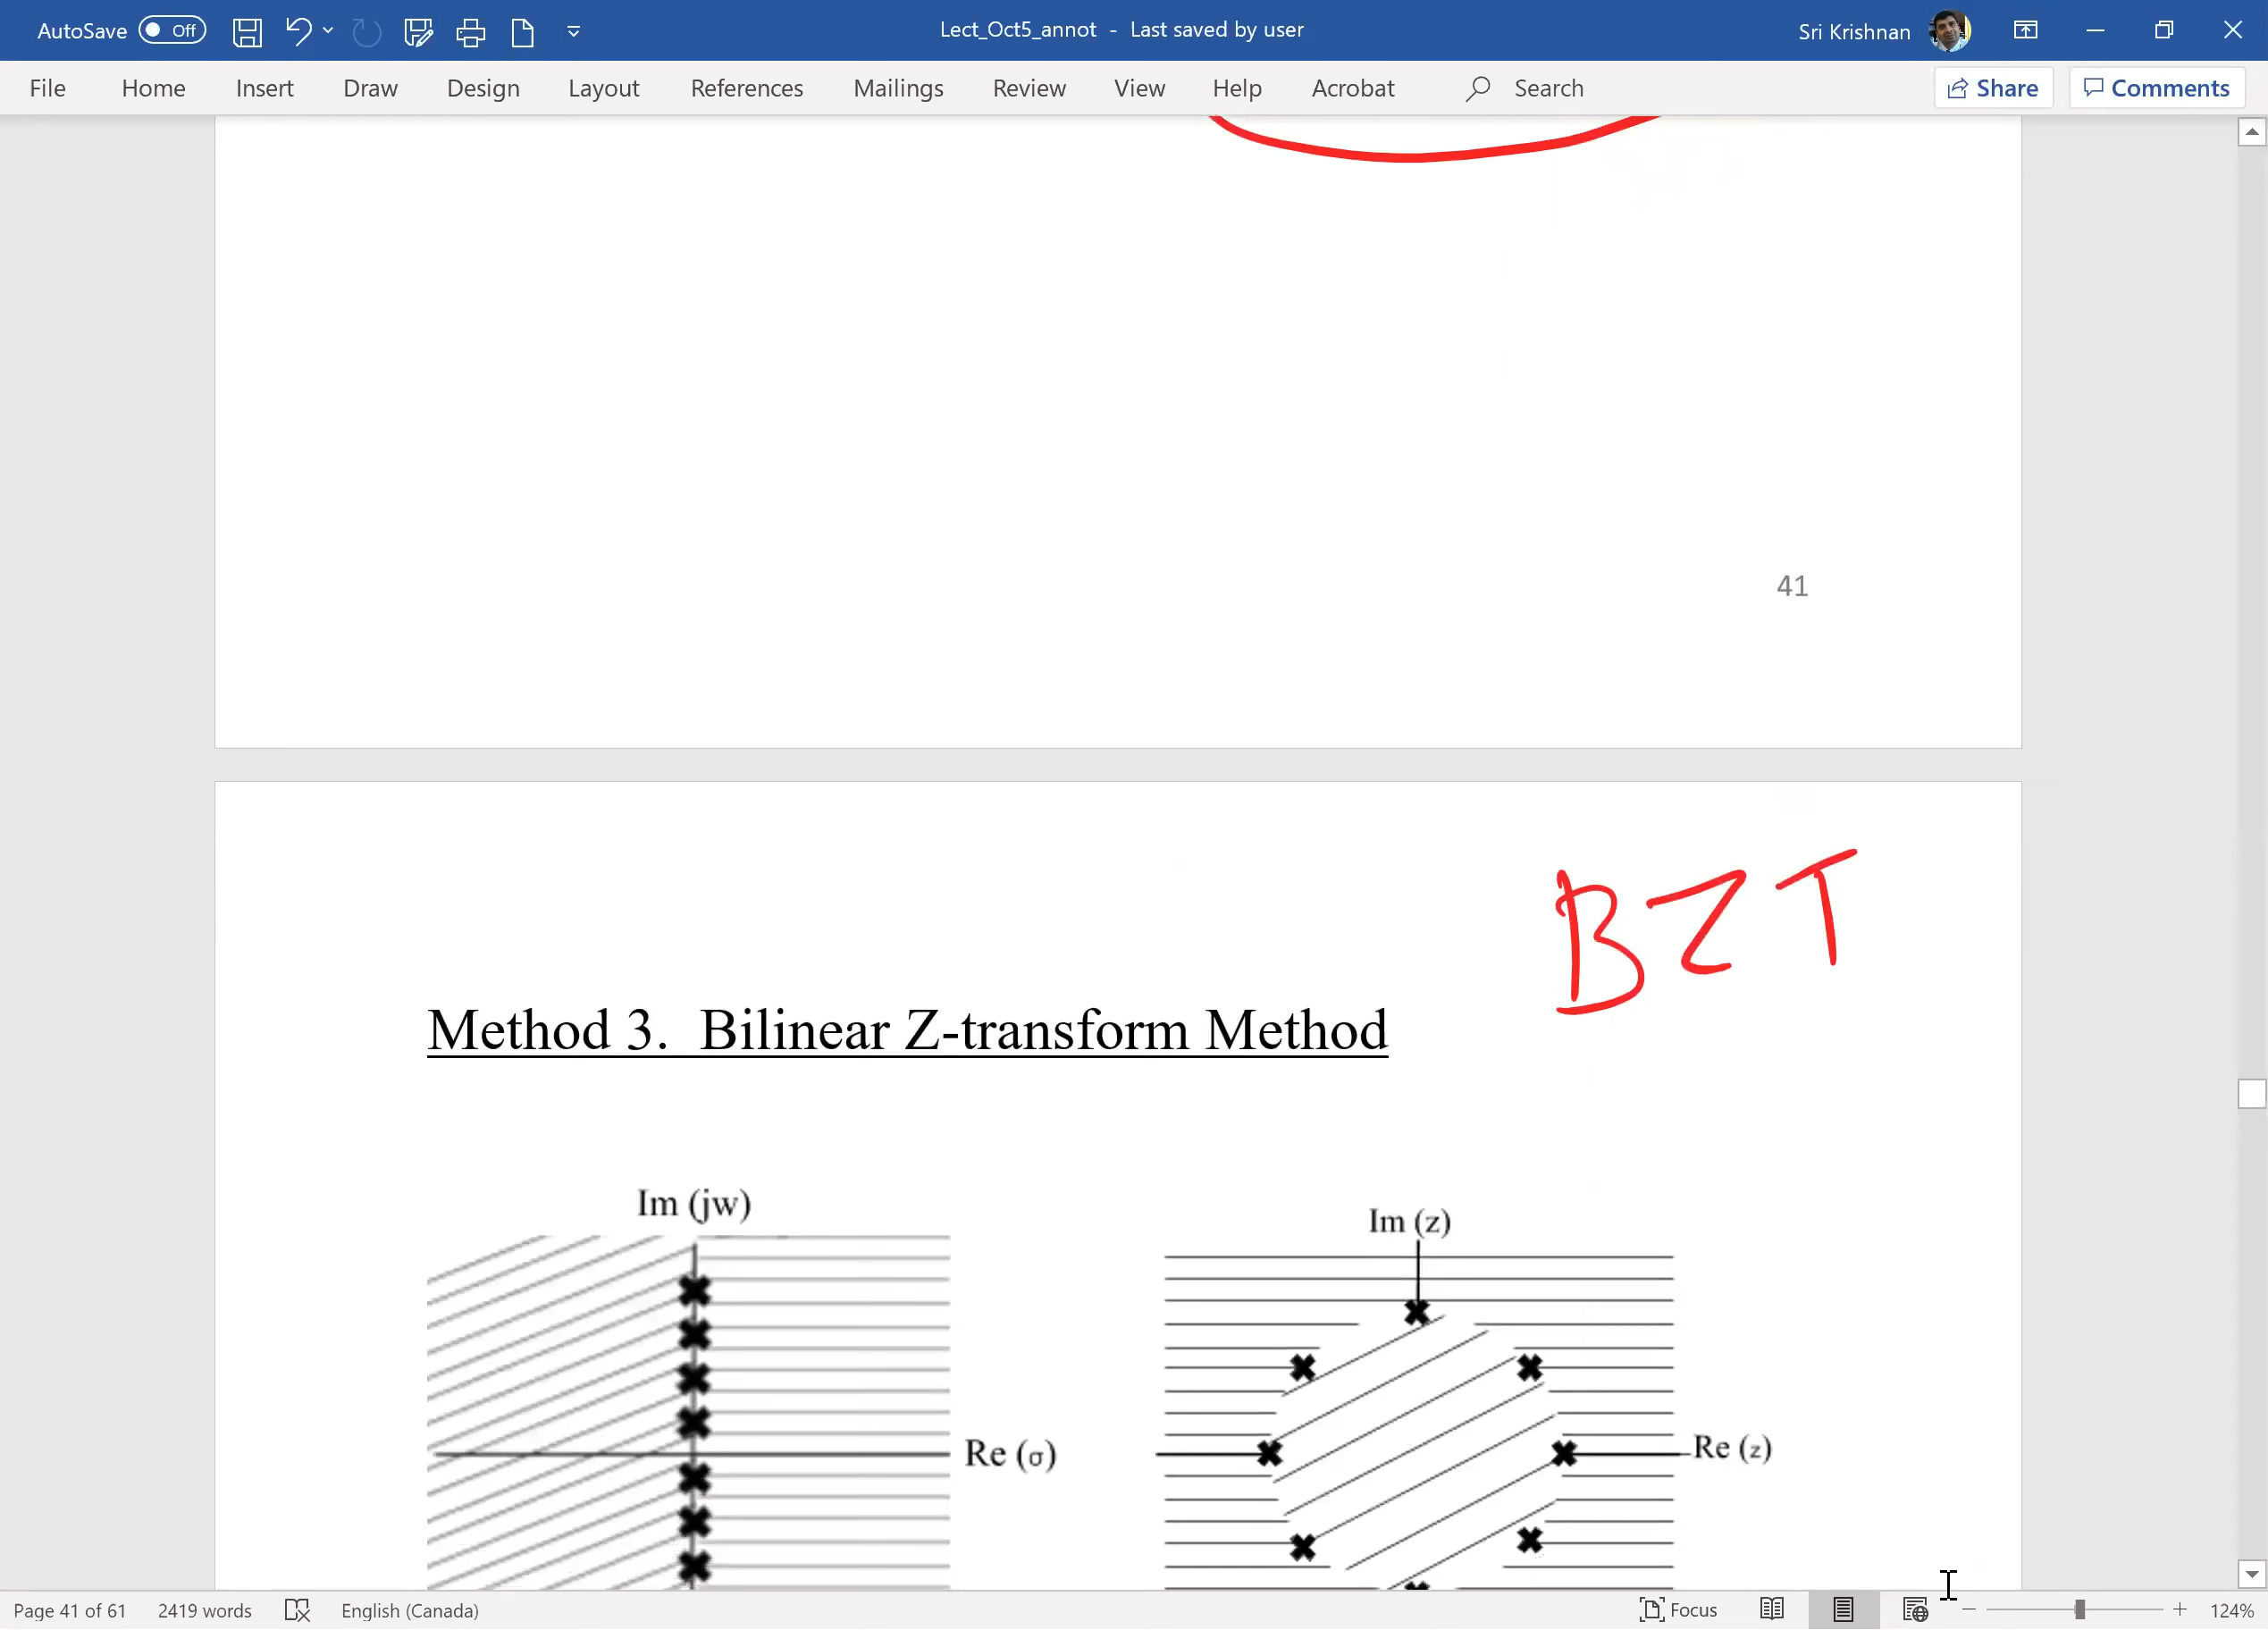 AutoSave Off Lect_Oct5_annot - Last saved by user Sri Krishnan
File Home Insert Draw Design Layout References Mailings Review View Help Acrobat Search Share Comments
41
BZT
Method 3. Bilinear Z-transform Method
Im (jw)
Im (z)
Re (σ)
Re (z)
Page 41 of 61 2419 words English (Canada) Focus 124%